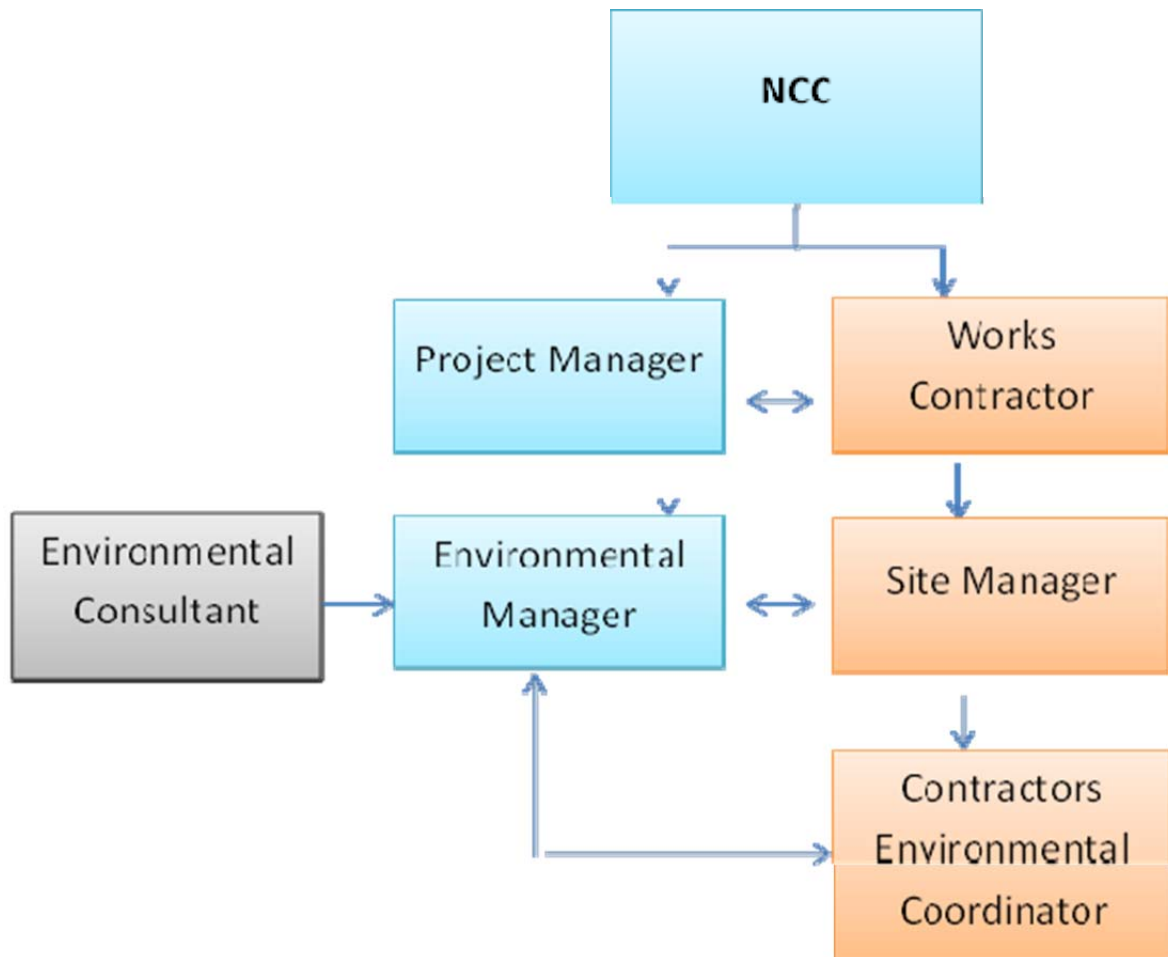 NCC
Project Manager
Works
Contractor
Environmental
Consultant
Environmental
Manager
Site Manager
Contractors
Environmental
Coordinator